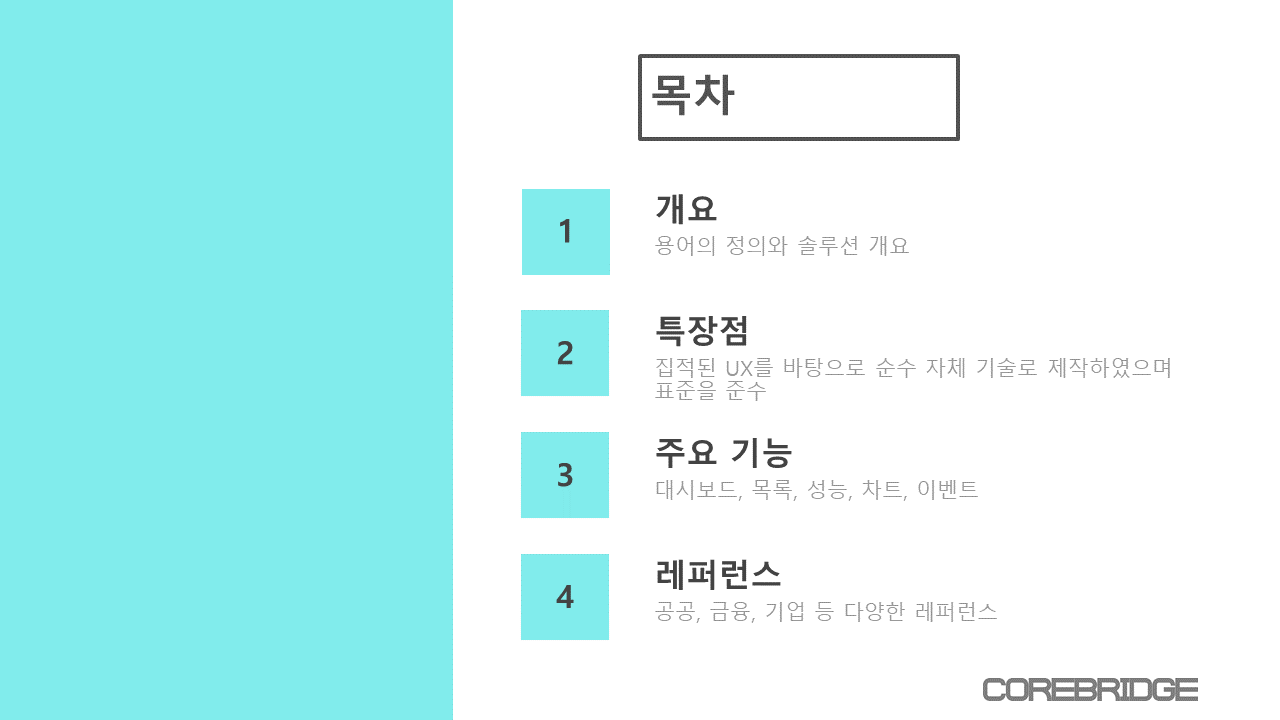 목차
1
개요
용어의 정의와 솔루션 개요
2
특장점
집적된 UX를 바탕으로 순수 자체 기술로 제작하였으며
표준을 준수
3
주요 기능
대시보드, 목록, 성능, 차트, 이벤트
4
레퍼런스
공공, 금융, 기업 등 다양한 레퍼런스
COREBRIDGE